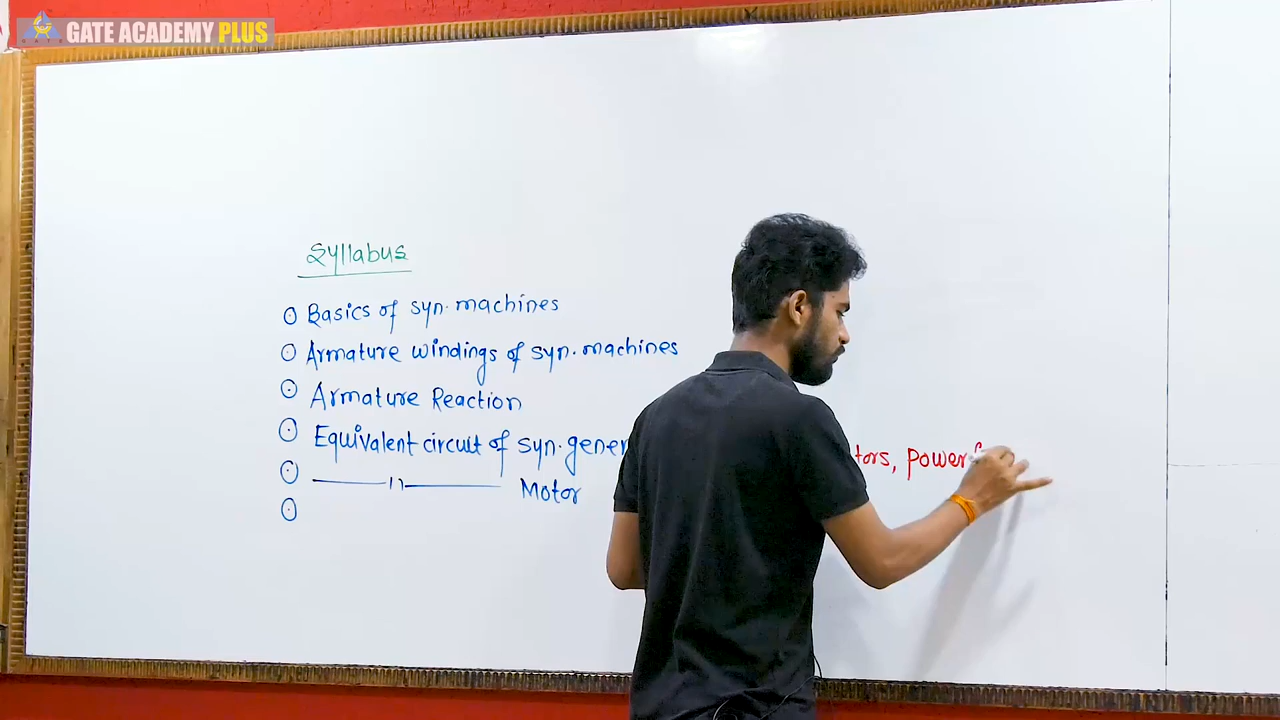 GATE ACADEMY PLUS
Syllabus
Basics of syn. machines
Armature windings of syn. machines
Armature Reaction
Equivalent circuit of syn. gener
tors, power
——— 11 ——— Motor